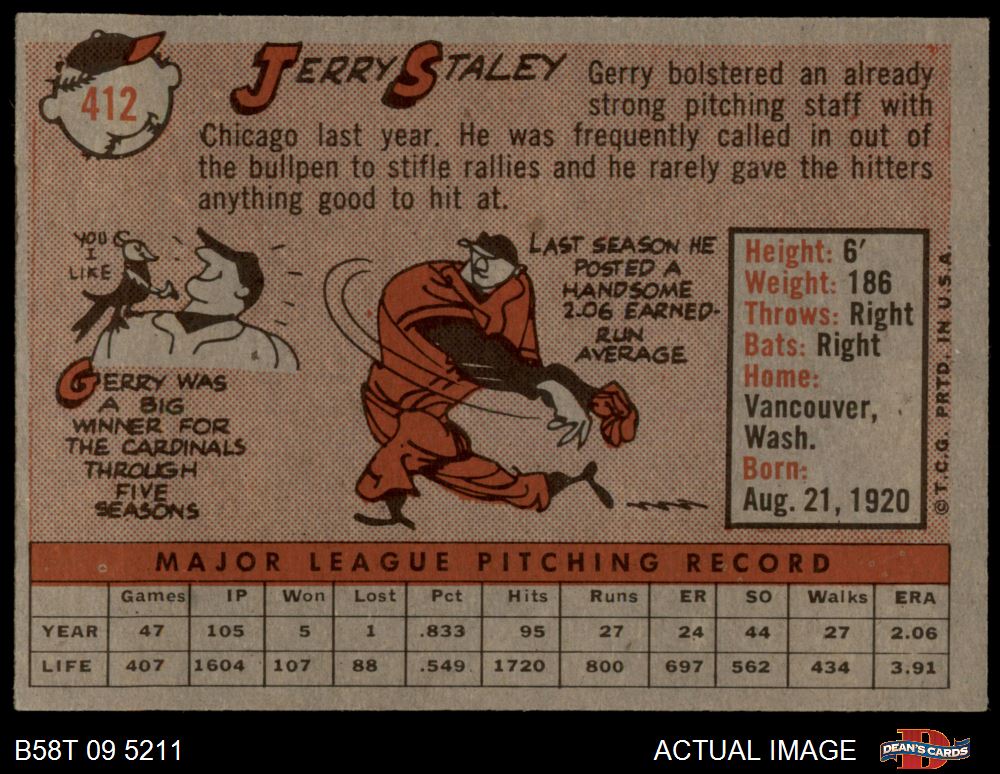 412
JERRY STALEY
Gerry bolstered an already
strong pitching staff with
Chicago last year. He was frequently called in out of
the bullpen to stifle rallies and he rarely gave the hitters
anything good to hit at.
YOU
I
LIKE
GERRY WAS
A BIG
WINNER FOR
THE CARDINALS
THROUGH
FIVE
SEASONS
LAST SEASON HE
POSTED A
HANDSOME
2.06 EARNED-
RUN
AVERAGE
Height: 6'
Weight: 186
Throws: Right
Bats: Right
Home:
Vancouver,
Wash.
Born:
Aug. 21, 1920
© T.C.G. PRTD. IN U.S.A.
MAJOR LEAGUE PITCHING RECORD
Games IP Won Lost Pct Hits Runs ER SO Walks ERA
YEAR 47 105 5 1 .833 95 27 24 44 27 2.06
LIFE 407 1604 107 88 .549 1720 800 697 562 434 3.91
B58T 09 5211
ACTUAL IMAGE
DEAN'S CARDS